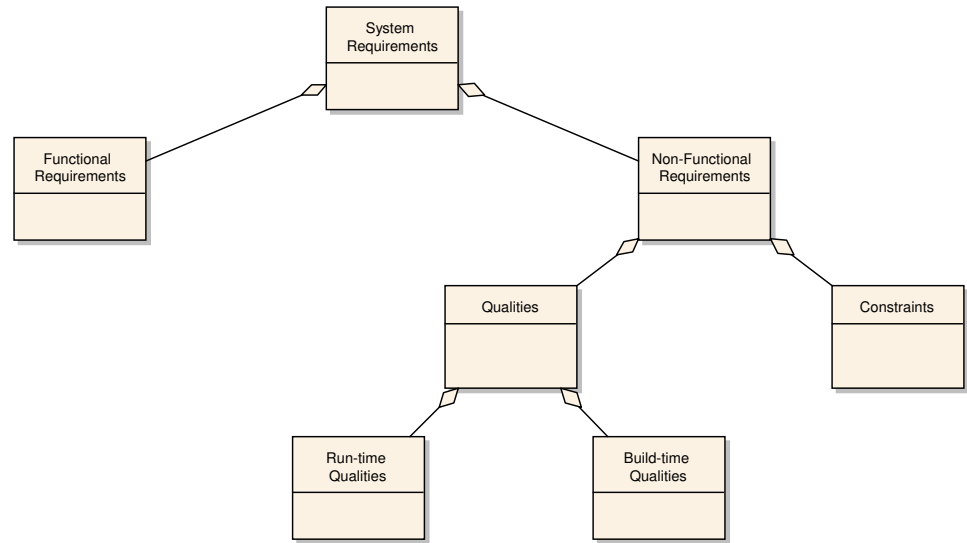 System
Requirements
Functional
Requirements
Non-Functional
Requirements
Qualities
Constraints
Run-time
Qualities
Build-time
Qualities